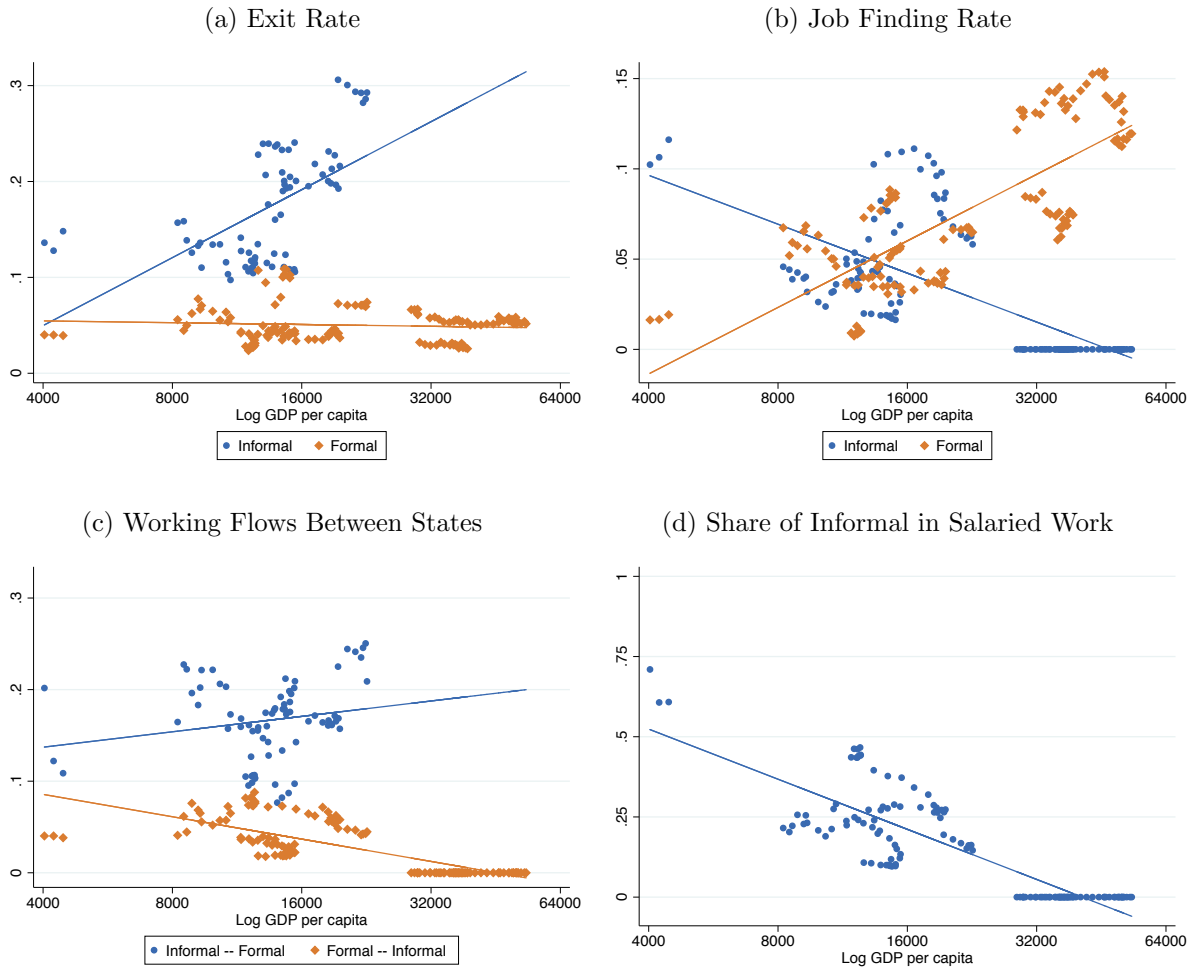 (a) Exit Rate
.3
.2
.1
0
4000 8000 16000 32000 64000
Log GDP per capita
Informal Formal
(b) Job Finding Rate
.15
.1
.05
0
4000 8000 16000 32000 64000
Log GDP per capita
Informal Formal
(c) Working Flows Between States
.3
.2
.1
0
4000 8000 16000 32000 64000
Log GDP per capita
Informal -- Formal Formal -- Informal
(d) Share of Informal in Salaried Work
1
.75
.5
.25
0
4000 8000 16000 32000 64000
Log GDP per capita